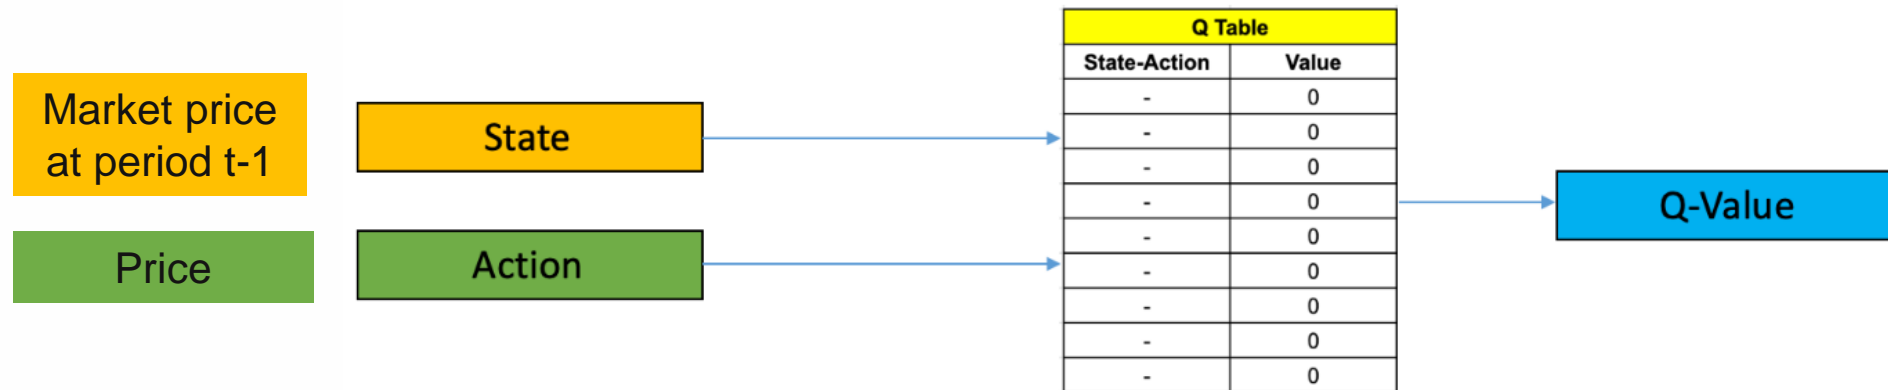 Market price
at period t-1
Price
State
Action
Q Table
State-Action Value
- 0
- 0
- 0
- 0
- 0
- 0
- 0
- 0
- 0
Q-Value